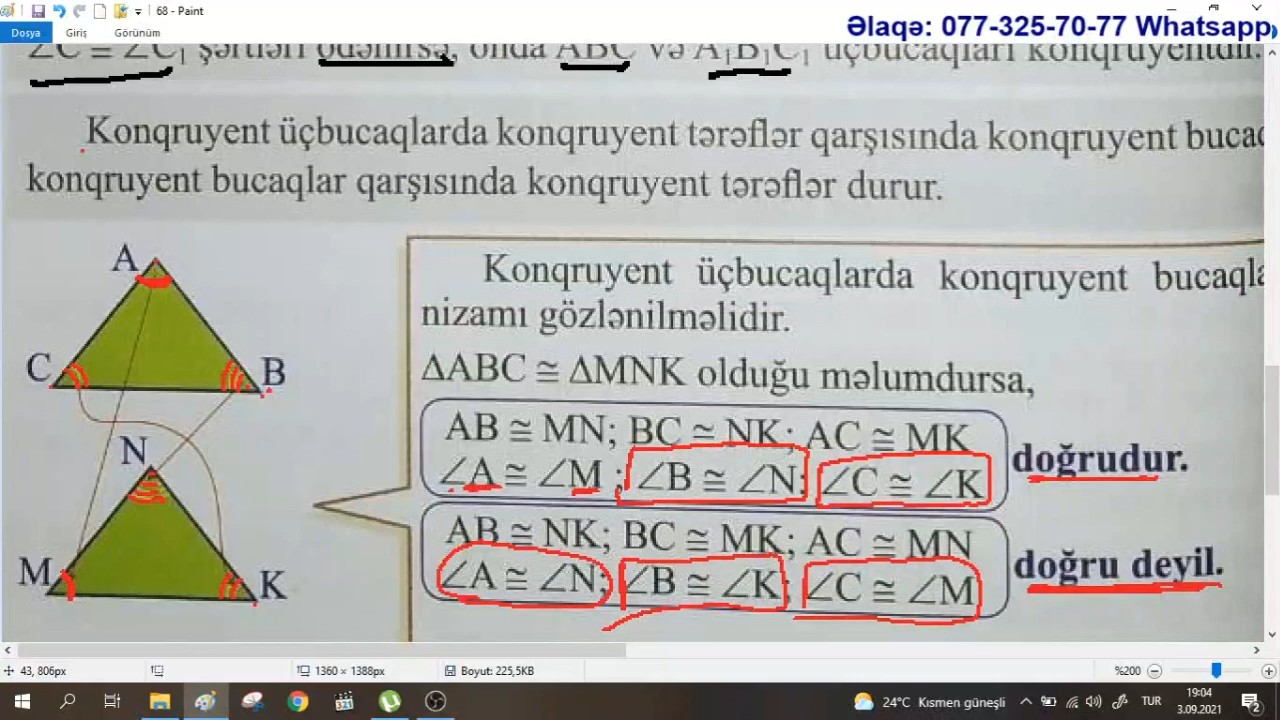 68 - Paint
Əlaqə: 077-325-70-77 Whatsapp
Dosya Giriş Görünüm
∠C ≅ ∠C₁ şərtləri ödənirsə, onda ABC və A₁B₁C₁ üçbucaqları konqruyentdir.
Konqruyent üçbucaqlarda konqruyent tərəflər qarşısında konqruyent
konqruyent bucaqlar qarşısında konqruyent tərəflər durur.
A
C
B
N
M
K
Konqruyent üçbucaqlarda konqruyent
nizamı gözlənilməlidir.
ΔABC ≅ ΔMNK olduğu məlumdursa,
AB ≅ MN; BC ≅ NK; AC ≅ MK
∠A ≅ ∠M ; ∠B ≅ ∠N; ∠C ≅ ∠K
doğrudur.
AB ≅ NK; BC ≅ MK; AC ≅ MN
∠A ≅ ∠N; ∠B ≅ ∠K; ∠C ≅ ∠M
doğru deyil.
43, 806px
1360 × 1388px
Boyut: 225,5KB
%200
24°C Kısmen güneşli
TUR
19:04
3.09.2021
2